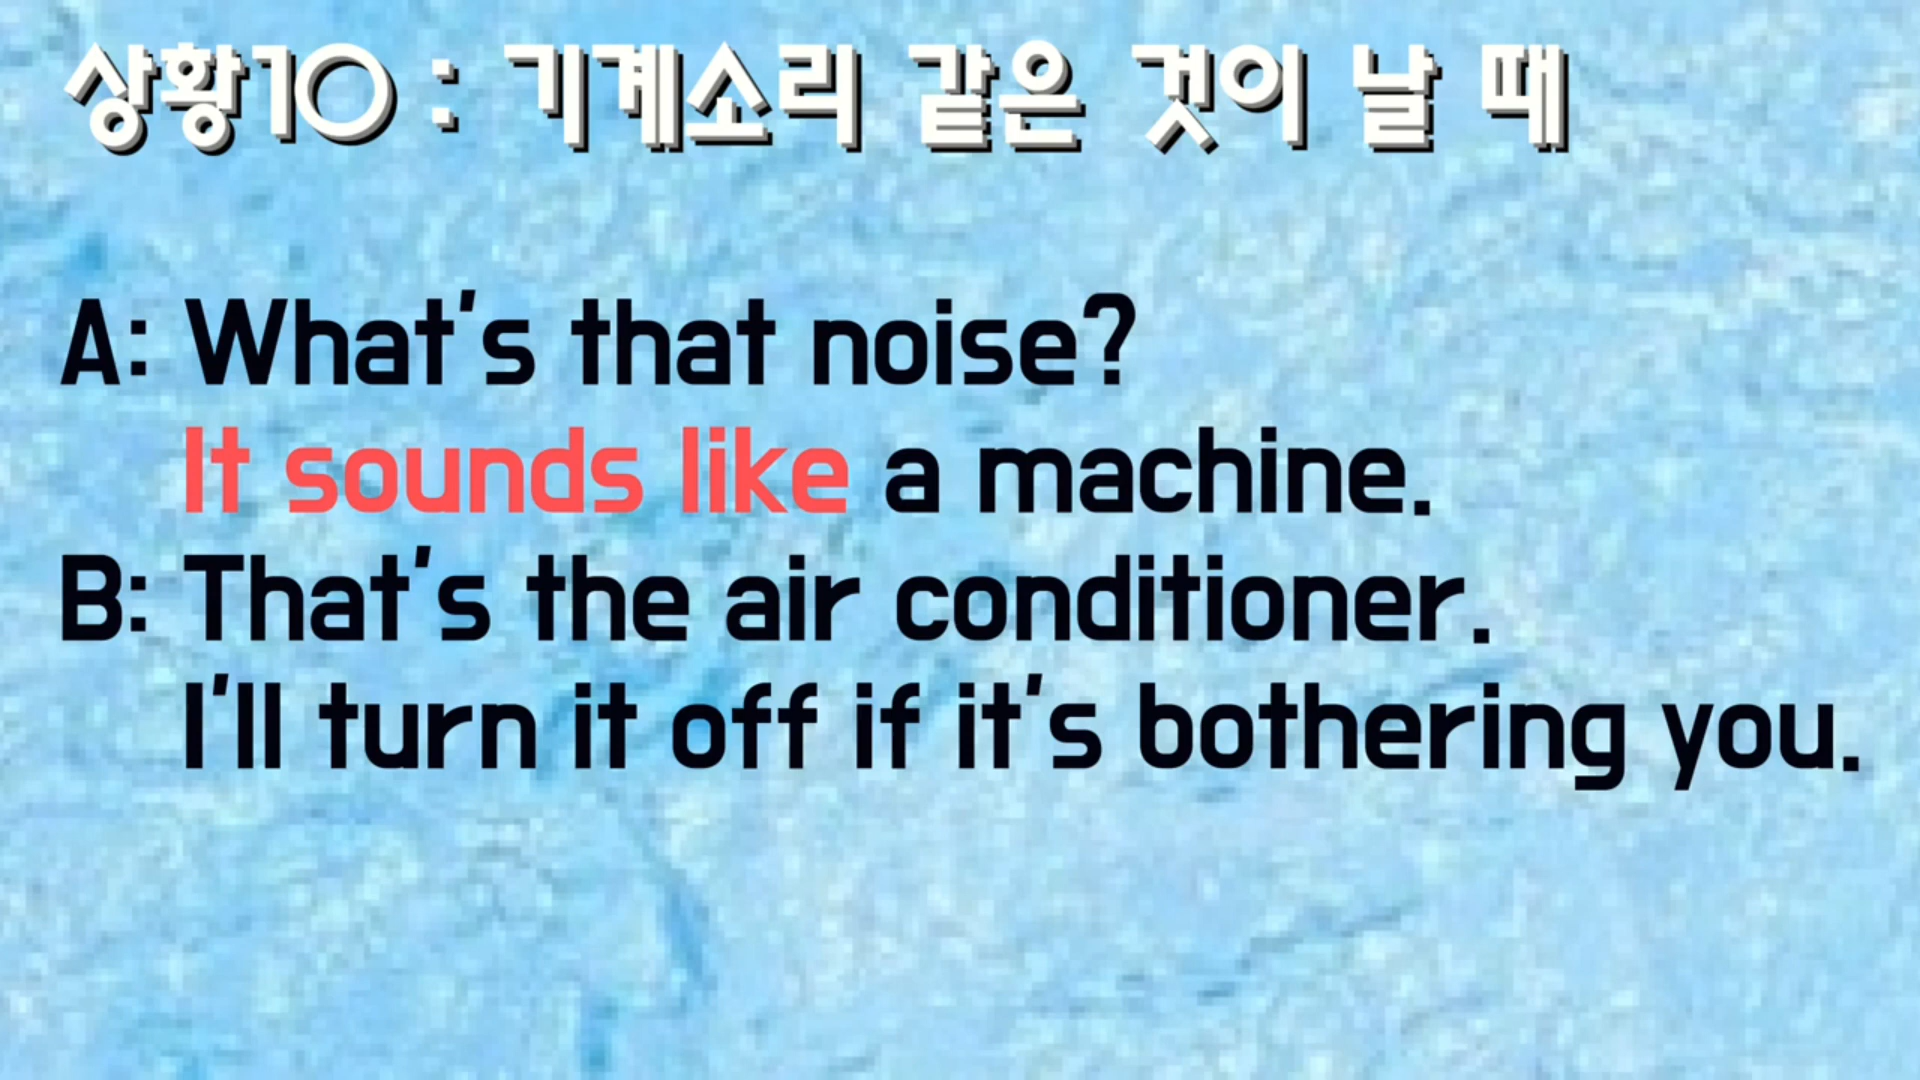 상황10 : 기계소리 같은 것이 날 때
A: What's that noise?
It sounds like a machine.
B: That's the air conditioner.
I'll turn it off if it's bothering you.